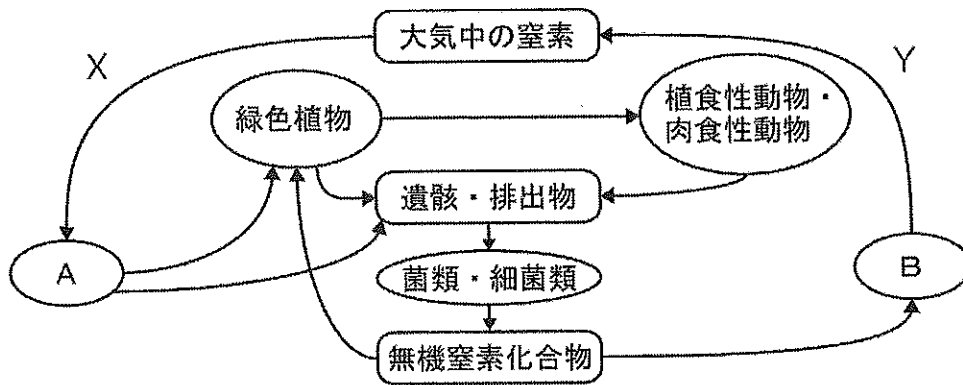 大気中の窒素
X
Y
緑色植物
植食性動物・
肉食性動物
遺骸・排出物
A
B
菌類・細菌類
無機窒素化合物